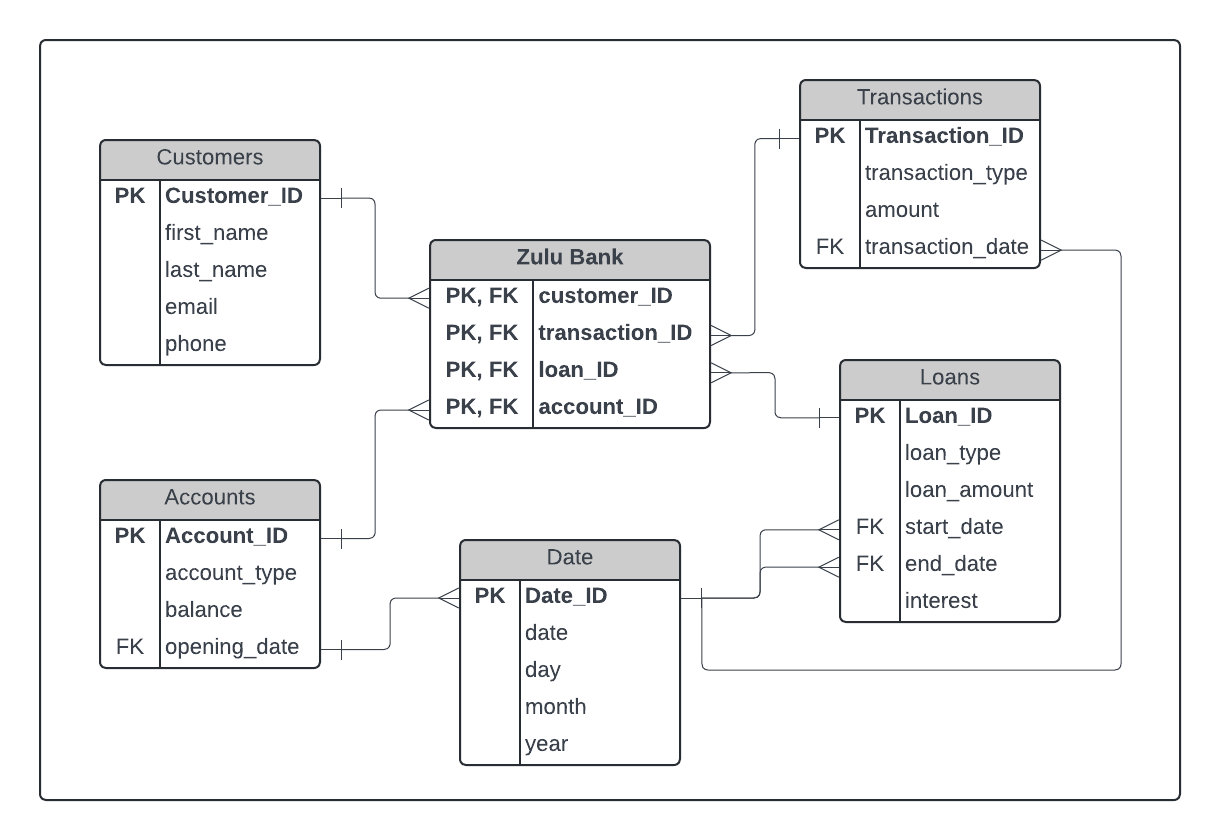 Customers
PK Customer_ID
first_name
last_name
email
phone
Zulu Bank
PK, FK customer_ID
PK, FK transaction_ID
PK, FK loan_ID
PK, FK account_ID
Transactions
PK Transaction_ID
transaction_type
amount
FK transaction_date
Accounts
PK Account_ID
account_type
balance
FK opening_date
Date
PK Date_ID
date
day
month
year
Loans
PK Loan_ID
loan_type
loan_amount
FK start_date
FK end_date
interest